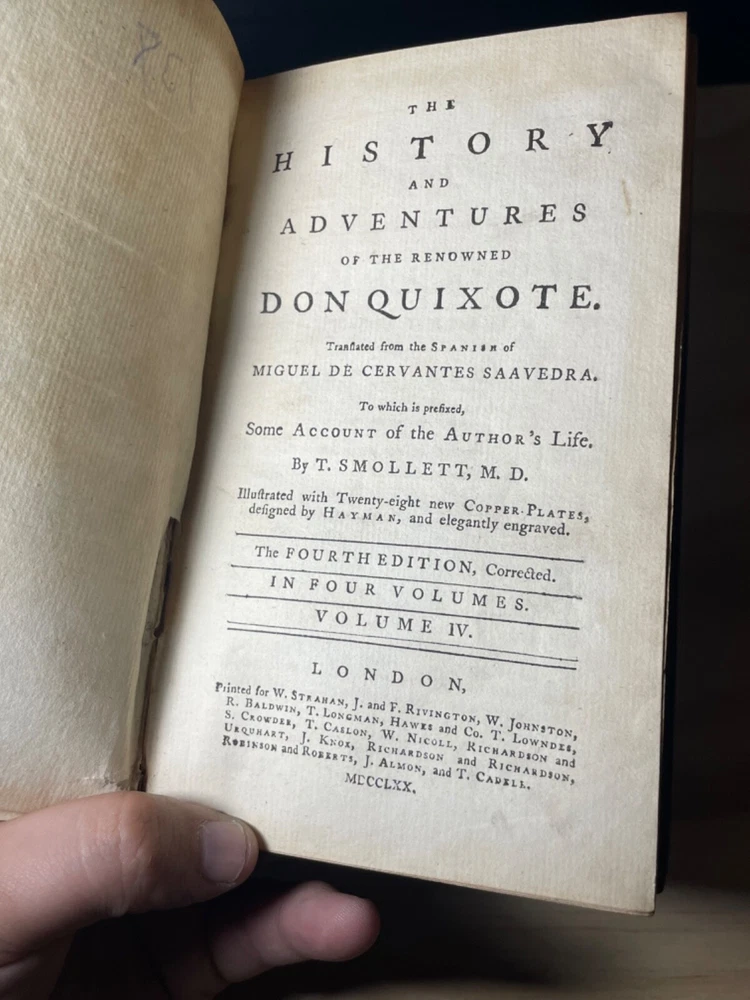 THE
HISTORY
AND
ADVENTURES
OF THE RENOWNED
DON QUIXOTE.
Tranſlated from the SPANISH of
MIGUEL DE CERVANTES SAAVEDRA.
To which is prefixed,
Some ACCOUNT of the AUTHOR's Life.
By T. SMOLLETT, M. D.
Illuſtrated with Twenty-eight new COPPER-PLATES,
deſigned by HAYMAN, and elegantly engraved.
The FOURTH EDITION, Corrected.
IN FOUR VOLUMES.
VOLUME IV.
LONDON,
Printed for W. STRAHAN, J. and F. RIVINGTON, W. JOHNSTON,
R. BALDWIN, T. LONGMAN, HAWES and Co. T. LOWNDES,
S. CROWDER, T. CASLON, W. NICOLL, RICHARDSON and
URQUHART, J. KNOX, RICHARDSON and RICHARDSON,
ROBINSON and ROBERTS, J. ALMON, and T. CADELL.
MDCCLXX.